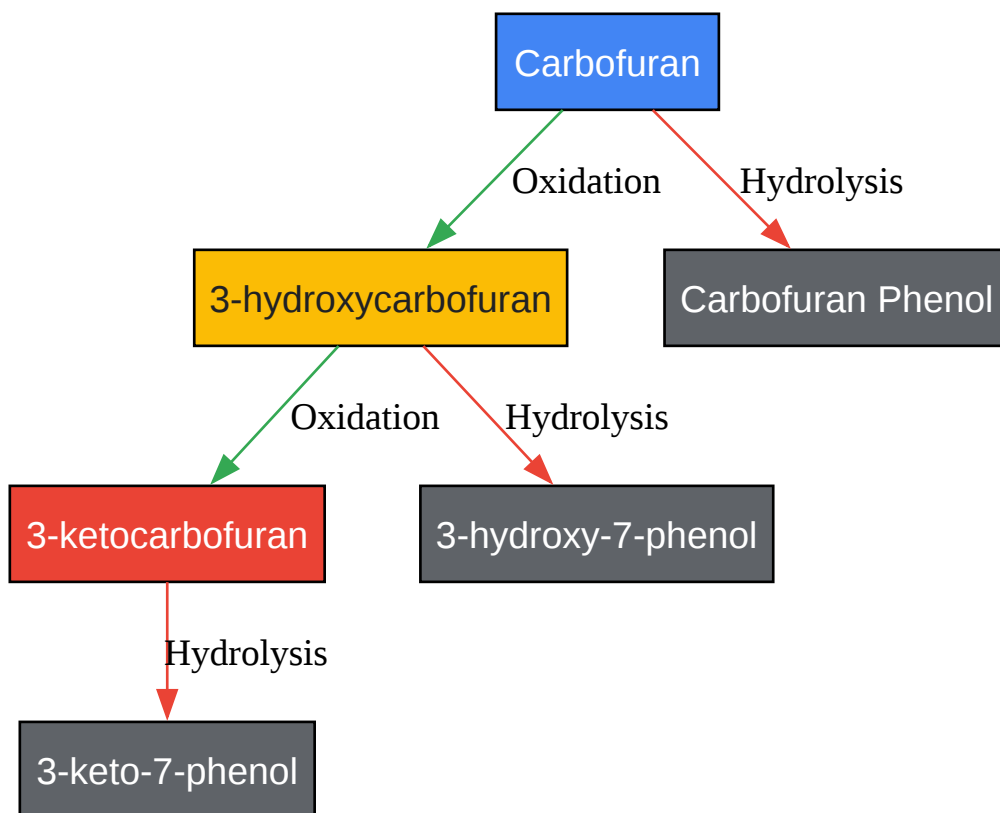 Carbofuran
Oxidation
Hydrolysis
3-hydroxycarbofuran
Carbofuran Phenol
Oxidation
Hydrolysis
3-ketocarbofuran
3-hydroxy-7-phenol
Hydrolysis
3-keto-7-phenol